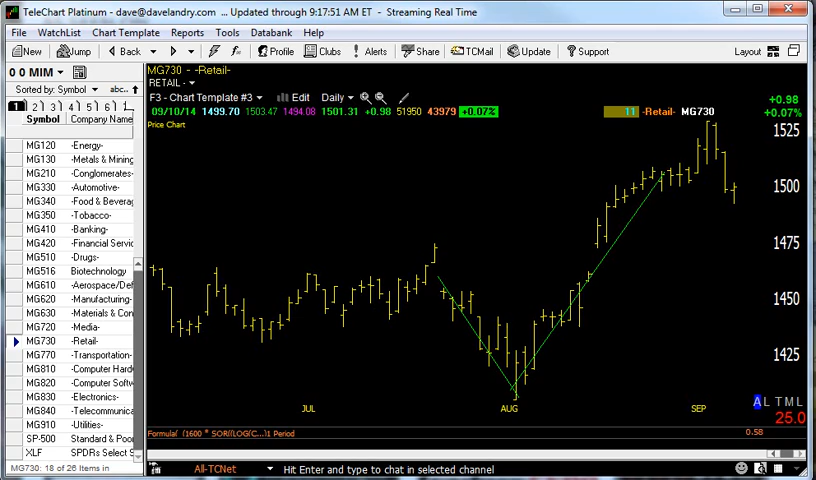 TeleChart Platinum - dave@davelandry.com ... Updated through 9:17:51 AM ET - Streaming Real Time
File WatchList Chart Template Reports Tools Databank Help
New Jump Back Profile Clubs Alerts Share TCMail Update Support Layout
0 0 MIM
MG730 - -Retail-
Sorted by: Symbol abc..
RETAIL -
1 2 3 4 5 6
F3 - Chart Template #3 Edit Daily
+0.98
Symbol Company Name
09/10/14 1499.70 1503.47 1494.08 1501.31 +0.98 51950 43979 +0.07% 11 -Retail- MG730 +0.07%
Price Chart
1525
MG120 -Energy-
MG130 -Metals & Mining
MG210 -Conglomerates-
MG330 -Automotive-
1500
MG340 -Food & Bevera
MG350 -Tobacco-
MG410 -Banking-
MG420 -Financial Servic
1475
MG510 -Drugs-
MG516 Biotechnology
MG610 -Aerospace/Def
MG620 -Manufacturing-
1450
MG630 -Materials & Con
MG720 -Media-
MG730 -Retail-
MG770 -Transportation-
1425
MG810 -Computer Hard
MG820 -Computer Softw
MG830 -Electronics-
A L T M L
MG840 -Telecommunica
JUL AUG SEP
25.0
MG910 -Utilities-
SP-500 Standard & Poor
Formula( (1600 * SQR((LOG(C...)1 Period 0.58
XLF SPDRs Select S
MG730: 18 of 26 Items in
All-TCNet Hit Enter and type to chat in selected channel